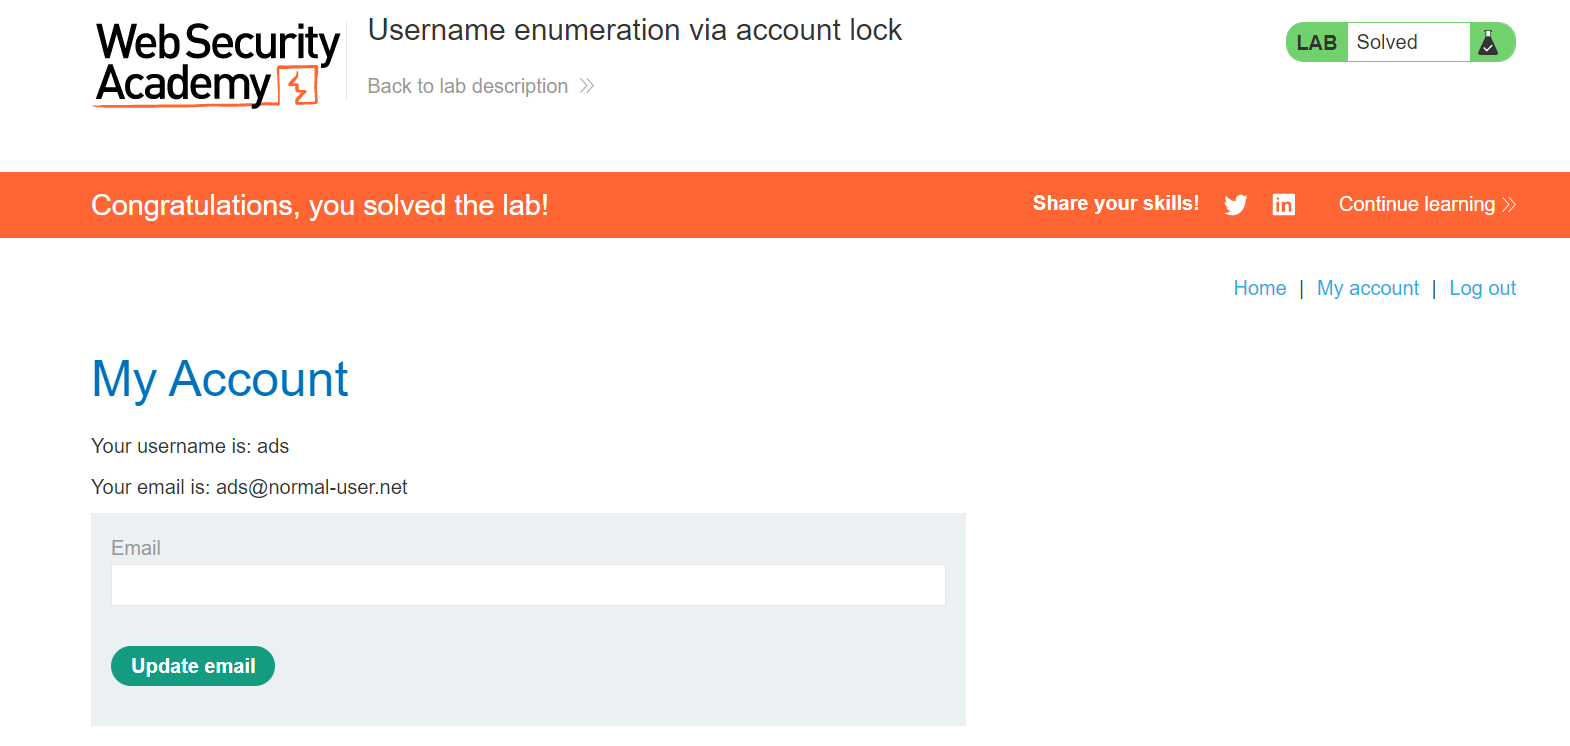 Web Security
Academy
Username enumeration via account lock
Back to lab description
LAB Solved
Congratulations, you solved the lab!
Share your skills!
Continue learning
Home | My account | Log out
My Account
Your username is: ads
Your email is: ads@normal-user.net
Email
Update email